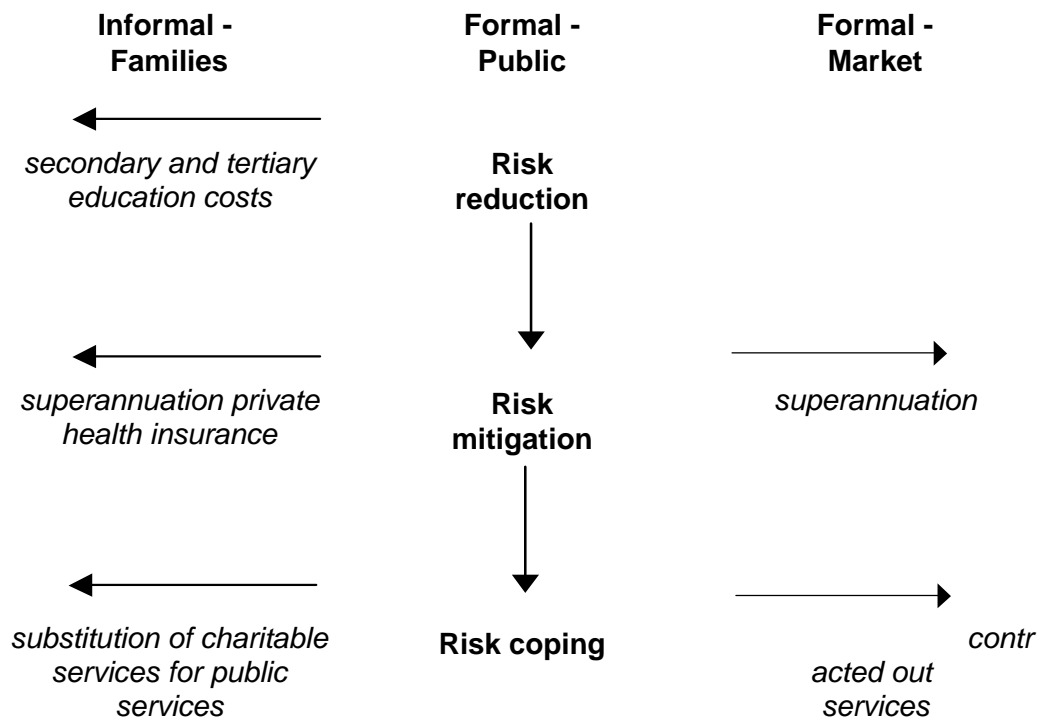 Informal -
Families
Formal -
Public
Formal -
Market
secondary and tertiary
education costs
Risk
reduction
superannuation private
health insurance
Risk
mitigation
superannuation
substitution of charitable
services for public
services
Risk coping
contr
acted out
services